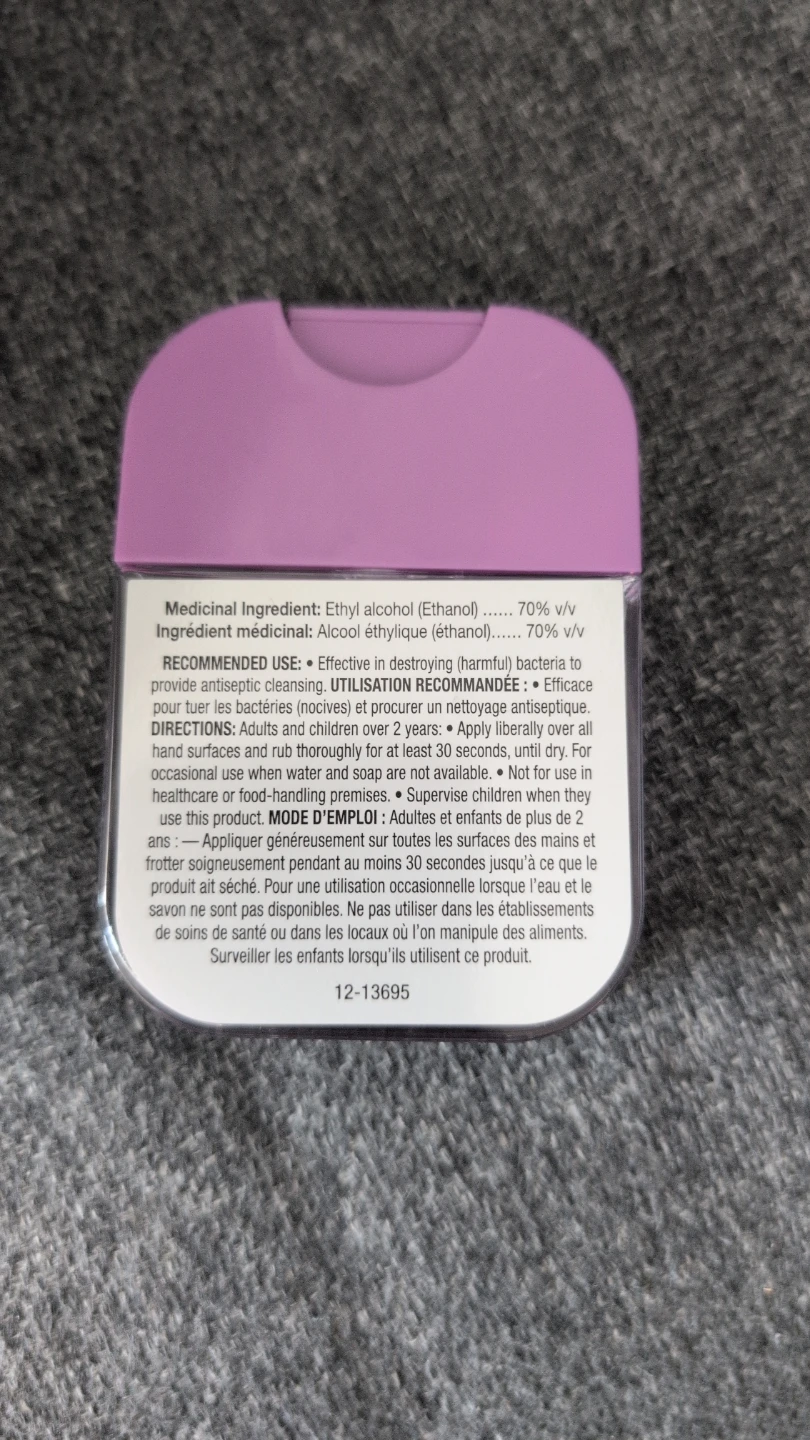 Medicinal Ingredient: Ethyl alcohol (Ethanol) ...... 70% v/v
Ingrédient médicinal: Alcool éthylique (éthanol)...... 70% v/v
RECOMMENDED USE: • Effective in destroying (harmful) bacteria to
provide antiseptic cleansing. UTILISATION RECOMMANDÉE : • Efficace
pour tuer les bactéries (nocives) et procurer un nettoyage antiseptique.
DIRECTIONS: Adults and children over 2 years: • Apply liberally over all
hand surfaces and rub thoroughly for at least 30 seconds, until dry. For
occasional use when water and soap are not available. • Not for use in
healthcare or food-handling premises. • Supervise children when they
use this product. MODE D'EMPLOI : Adultes et enfants de plus de 2
ans : — Appliquer généreusement sur toutes les surfaces des mains et
frotter soigneusement pendant au moins 30 secondes jusqu'à ce que le
produit ait séché. Pour une utilisation occasionnelle lorsque l'eau et le
savon ne sont pas disponibles. Ne pas utiliser dans les établissements
de soins de santé ou dans les locaux où l'on manipule des aliments.
Surveiller les enfants lorsqu'ils utilisent ce produit.
12-13695